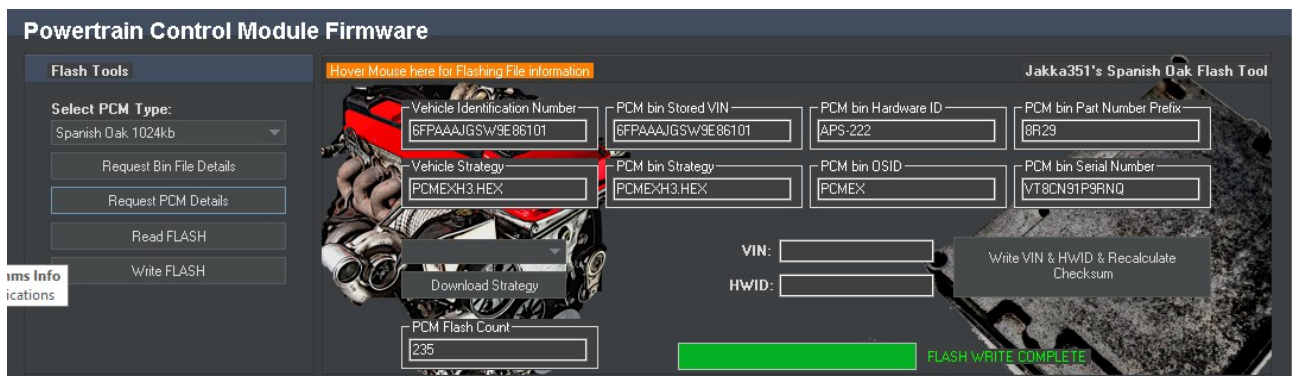 Powertrain Control Module Firmware
Flash Tools
Hover Mouse here for Flashing File information
Jakka351's Spanish Oak Flash Tool
Select PCM Type:
Spanish Oak 1024kb
Request Bin File Details
Request PCM Details
Read FLASH
Write FLASH
mms Info
ications
Vehicle Identification Number
6FPAAAJGSW9E86101
PCM bin Stored VIN
6FPAAAJGSW9E86101
PCM bin Hardware ID
APS-222
PCM bin Part Number Prefix
8R29
Vehicle Strategy
PCMEXH3.HEX
PCM bin Strategy
PCMEXH3.HEX
PCM bin OSID
PCMEX
PCM bin Serial Number
VT8CN91P9RNQ
Download Strategy
VIN:
HWID:
Write VIN & HWID & Recalculate
Checksum
PCM Flash Count
235
FLASH WRITE COMPLETE